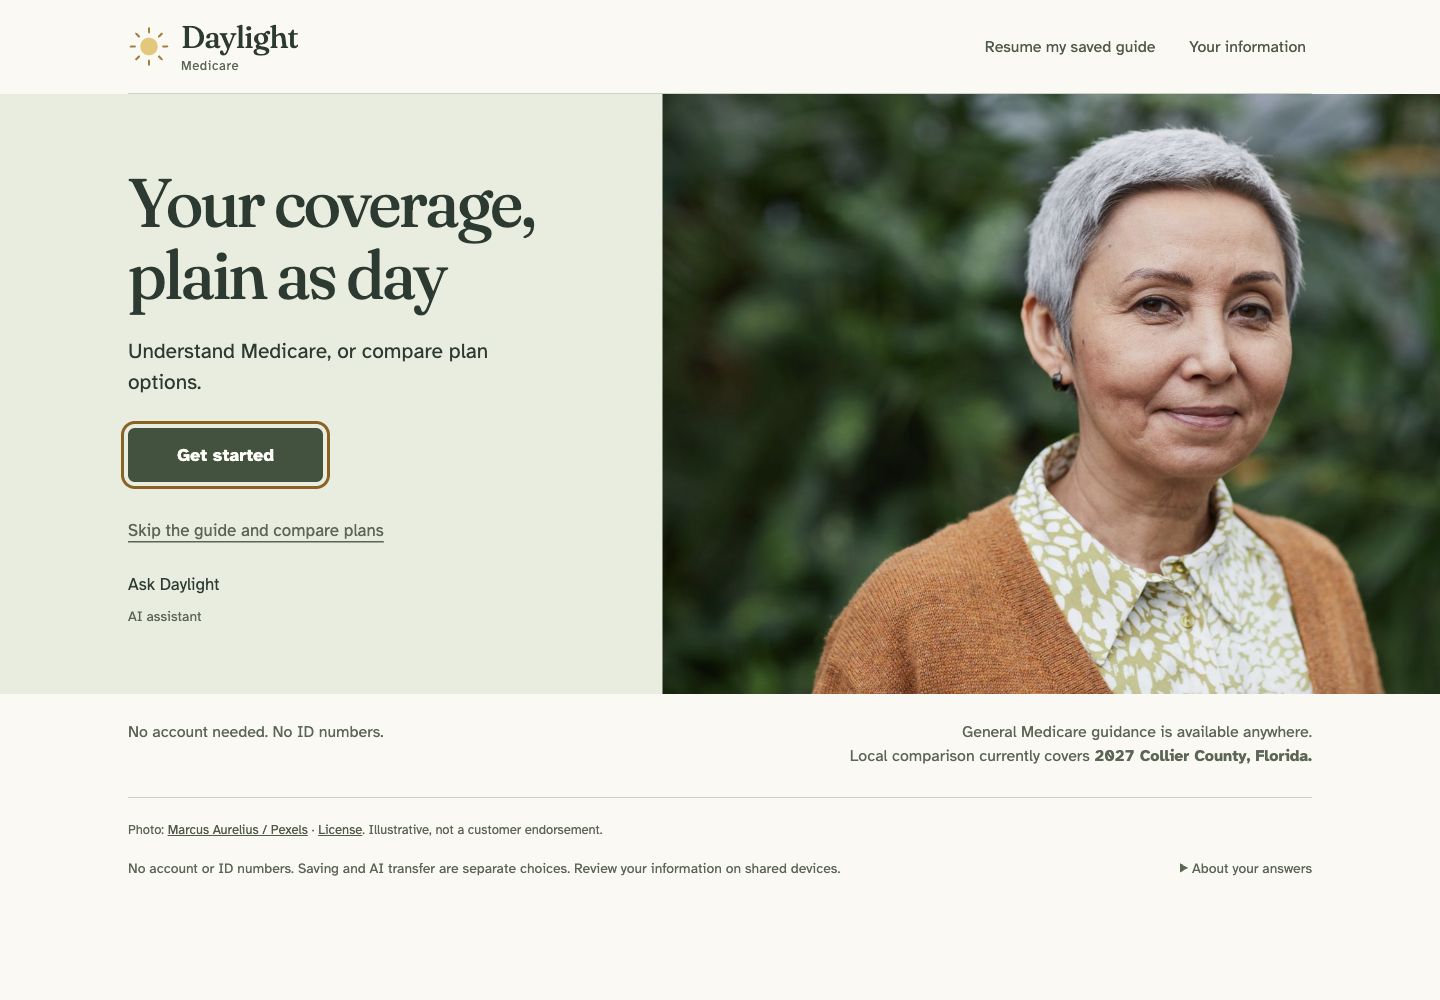 Daylight
Medicare
Resume my saved guide
Your information
Your coverage,
plain as day
Understand Medicare, or compare plan
options.
Get started
Skip the guide and compare plans
Ask Daylight
AI assistant
No account needed. No ID numbers.
General Medicare guidance is available anywhere.
Local comparison currently covers 2027 Collier County, Florida.
Photo: Marcus Aurelius / Pexels · License. Illustrative, not a customer endorsement.
No account or ID numbers. Saving and AI transfer are separate choices. Review your information on shared devices.
▶ About your answers